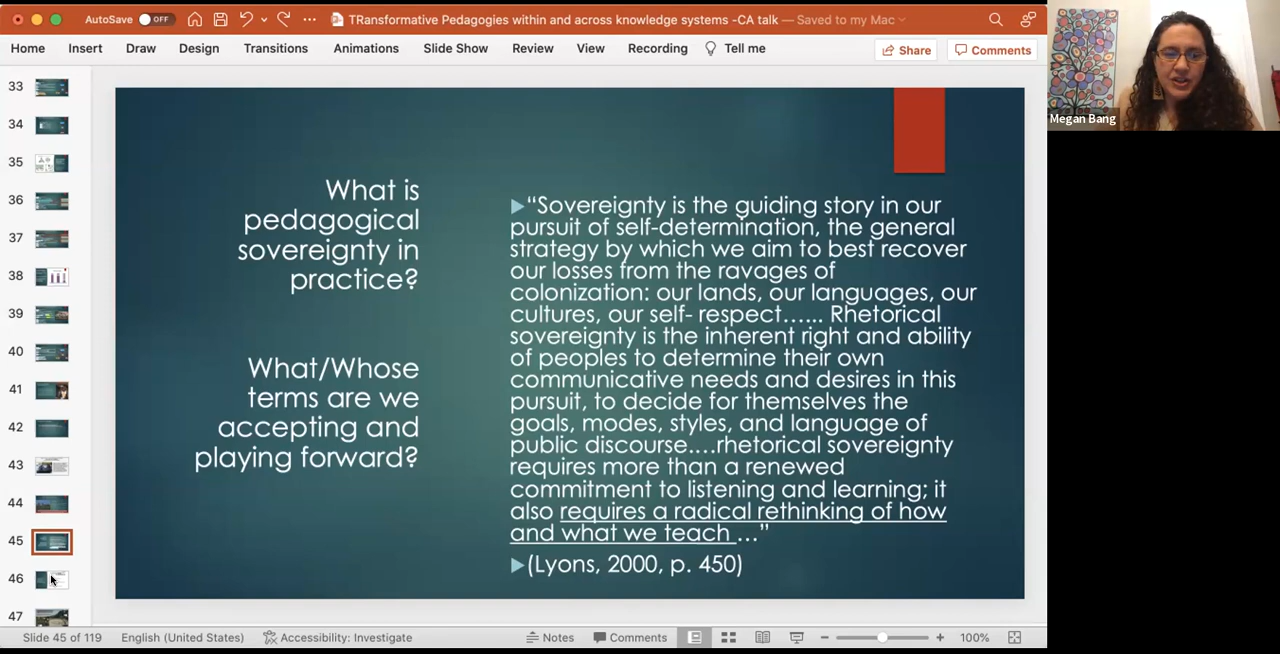 AutoSave OFF
TRansformative Pedagogies within and across knowledge systems -CA talk — Saved to my Mac
Home Insert Draw Design Transitions Animations Slide Show Review View Recording Tell me
Share Comments
33
34
35
36
37
38
39
40
41
42
43
44
45
46
47
What is
pedagogical
sovereignty in
practice?
What/Whose
terms are we
accepting and
playing forward?
“Sovereignty is the guiding story in our
pursuit of self-determination, the general
strategy by which we aim to best recover
our losses from the ravages of
colonization: our lands, our languages, our
cultures, our self- respect…... Rhetorical
sovereignty is the inherent right and ability
of peoples to determine their own
communicative needs and desires in this
pursuit, to decide for themselves the
goals, modes, styles, and language of
public discourse.…rhetorical sovereignty
requires more than a renewed
commitment to listening and learning; it
also requires a radical rethinking of how
and what we teach …”
(Lyons, 2000, p. 450)
Megan Bang
Slide 45 of 119 English (United States) Accessibility: Investigate Notes Comments 100%